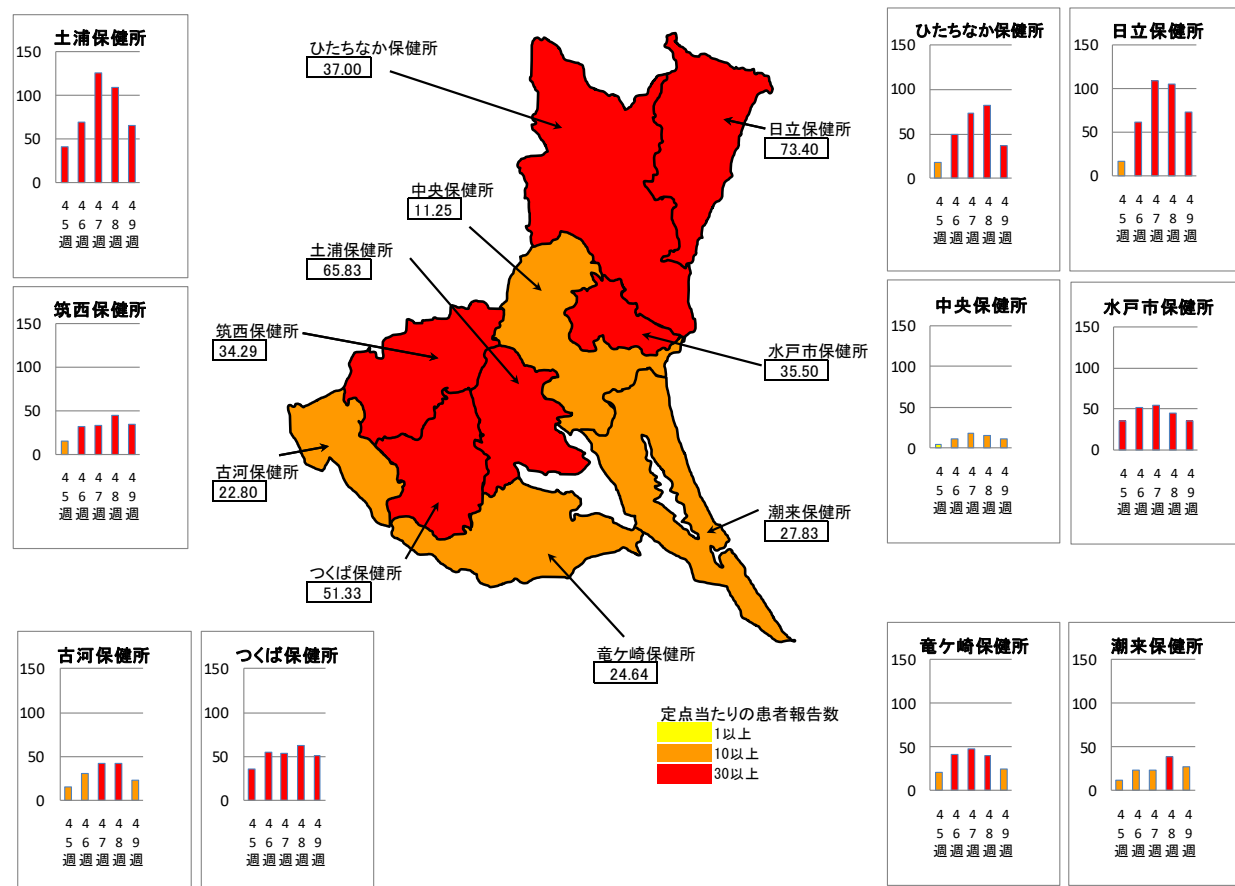 土浦保健所
150
100
50
0
45週
46週
47週
48週
49週
筑西保健所
150
100
50
0
45週
46週
47週
48週
49週
古河保健所
150
100
50
0
45週
46週
47週
48週
49週
つくば保健所
150
100
50
0
45週
46週
47週
48週
49週
ひたちなか保健所
37.00
日立保健所
73.40
中央保健所
11.25
土浦保健所
65.83
筑西保健所
34.29
水戸市保健所
35.50
古河保健所
22.80
潮来保健所
27.83
つくば保健所
51.33
竜ケ崎保健所
24.64
定点当たりの患者報告数
1以上
10以上
30以上
ひたちなか保健所
150
100
50
0
45週
46週
47週
48週
49週
日立保健所
150
100
50
0
45週
46週
47週
48週
49週
中央保健所
150
100
50
0
45週
46週
47週
48週
49週
水戸市保健所
150
100
50
0
45週
46週
47週
48週
49週
竜ケ崎保健所
150
100
50
0
45週
46週
47週
48週
49週
潮来保健所
150
100
50
0
45週
46週
47週
48週
49週